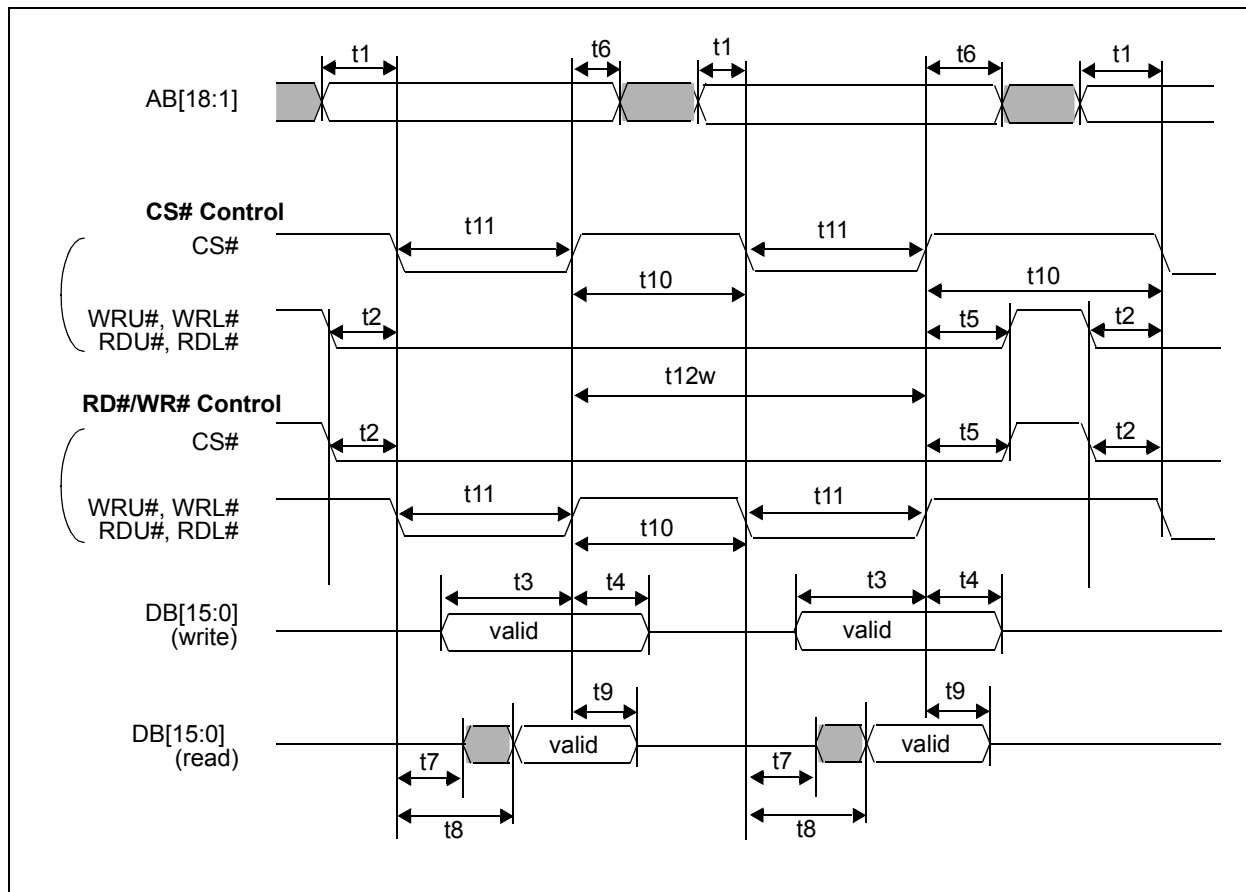 t1 t6 t1 t6 t1
AB[18:1]
CS# Control
CS#
t11 t11
t10 t10
WRU#, WRL#
RDU#, RDL#
t2 t5 t2
t12w
RD#/WR# Control
CS#
t2 t5 t2
WRU#, WRL#
RDU#, RDL#
t11 t11
t10
t3 t4 t3 t4
DB[15:0]
(write)
valid valid
t9 t9
DB[15:0]
(read)
valid valid
t7 t7
t8 t8